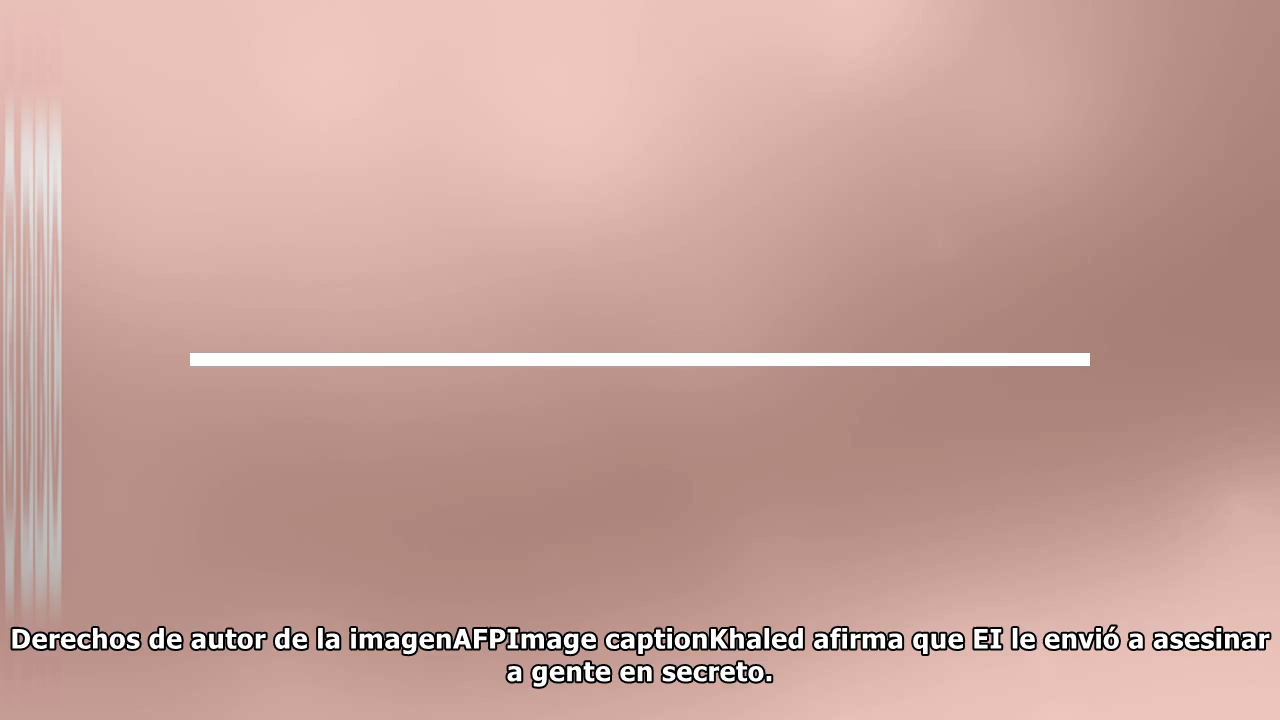 Derechos de autor de la imagenAFPImage captionKhaled afirma que EI le envió a asesinar
a gente en secreto.